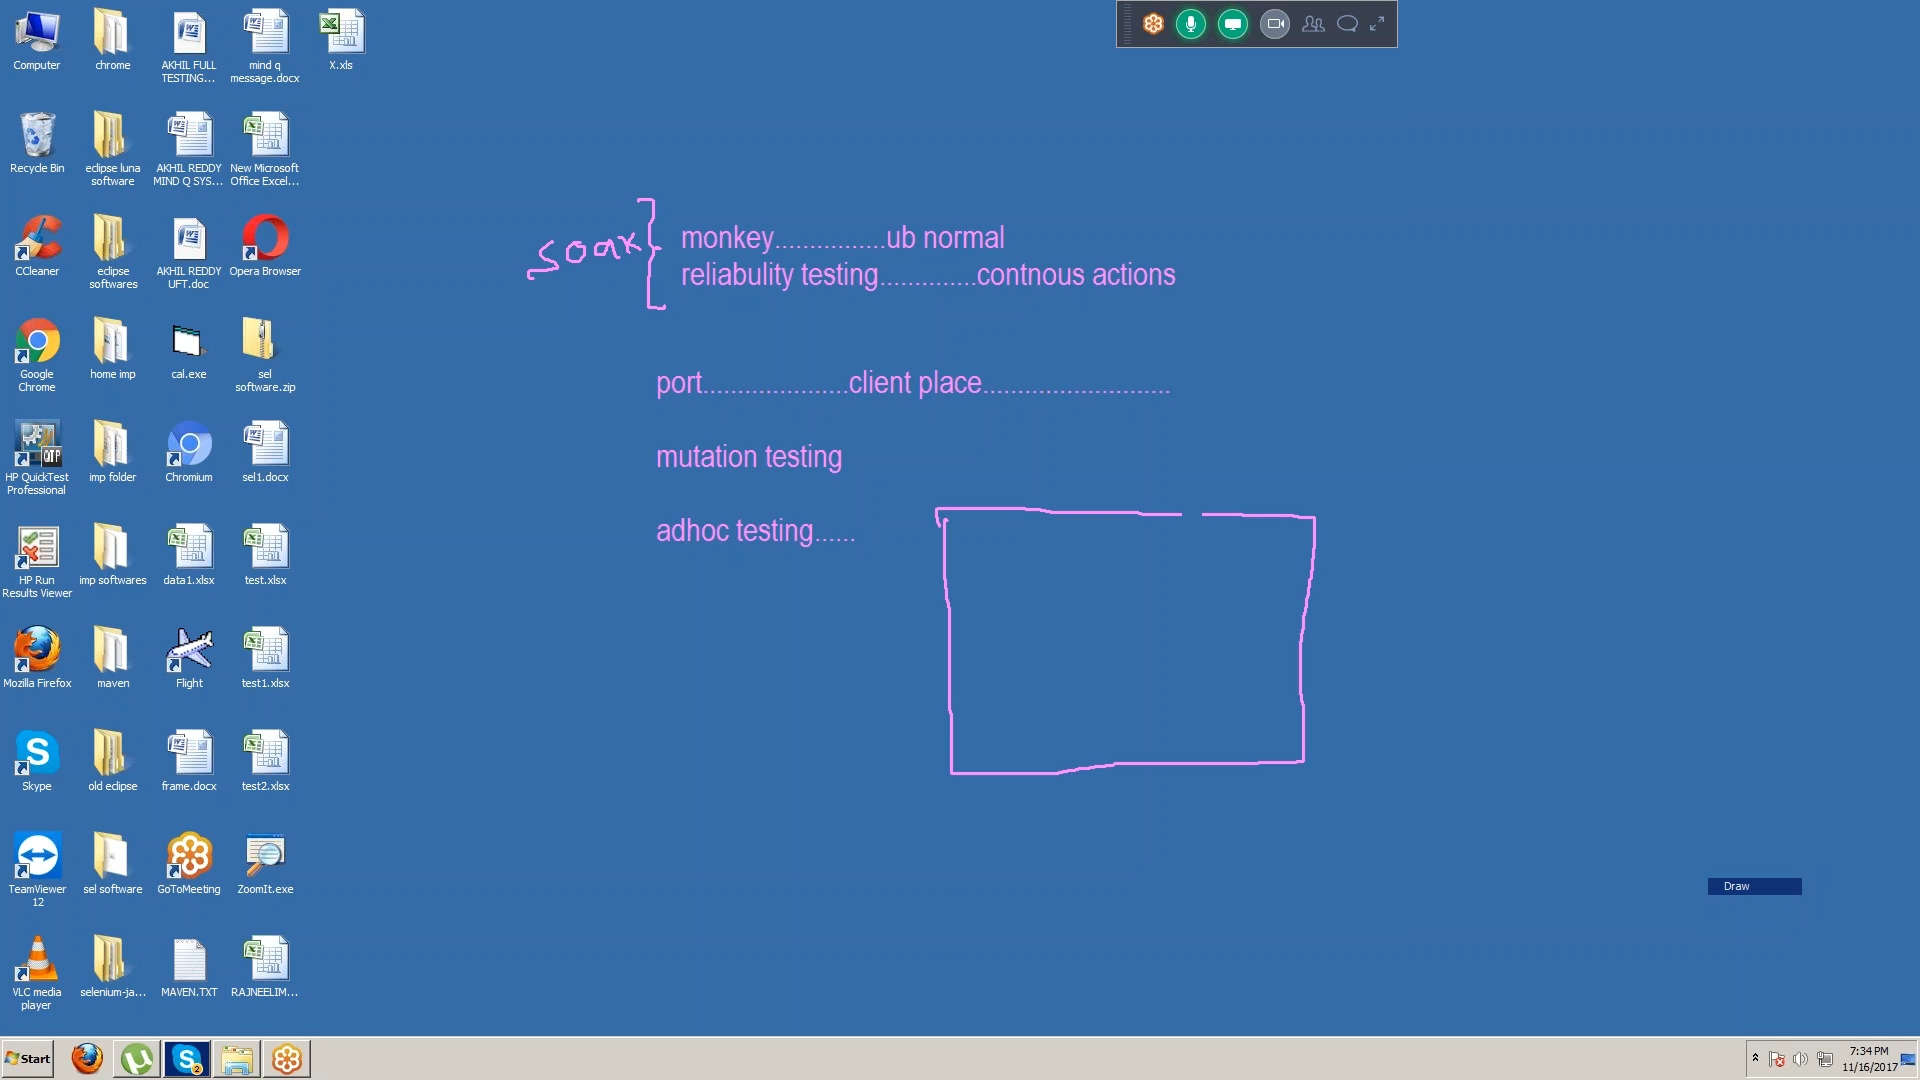 Computer
chrome
AKHIL FULL
TESTING...
mind q
message.docx
X.xls
Recycle Bin
eclipse luna
software
AKHIL REDDY
MIND Q SYS...
New Microsoft
Office Excel...
soak
monkey................ub normal
reliabulity testing..............contnous actions
CCleaner
eclipse
softwares
AKHIL REDDY
UFT.doc
Opera Browser
Google
Chrome
home imp
cal.exe
sel
software.zip
port.....................client place...........................
mutation testing
adhoc testing......
QTP
HP QuickTest
Professional
imp folder
Chromium
sel1.docx
HP Run
Results Viewer
imp softwares
data1.xlsx
test.xlsx
Mozilla Firefox
maven
Flight
test1.xlsx
Skype
old eclipse
frame.docx
test2.xlsx
TeamViewer
12
sel software
GoToMeeting
ZoomIt.exe
Draw
VLC media
player
selenium-ja...
MAVEN.TXT
RAJNEELIM...
Start
2
7:34 PM
11/16/2017